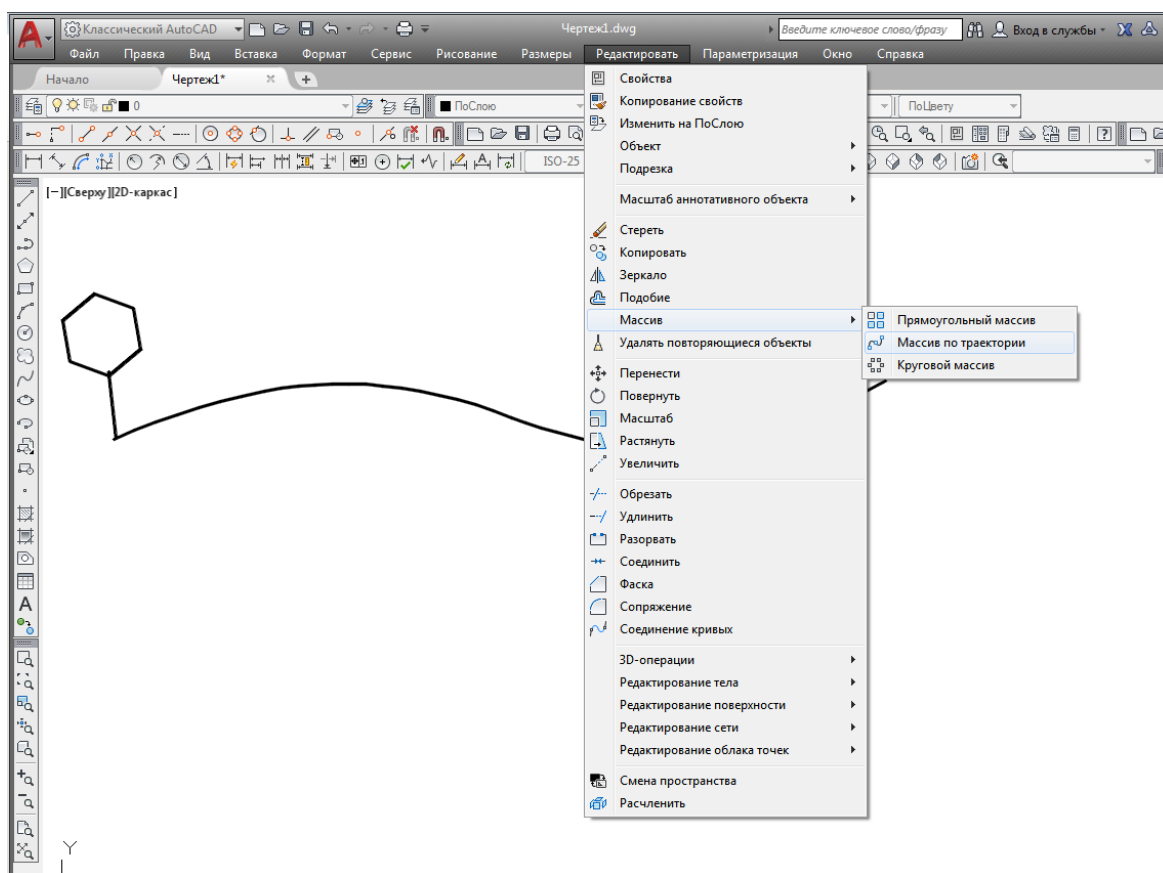 Классический AutoCAD Чертеж1.dwg Введите ключевое слово/фразу Вход в службы
Файл Правка Вид Вставка Формат Сервис Рисование Размеры Редактировать Параметризация Окно Справка
Начало Чертеж1*
0 ПоСлою ПоЦвету
ISO-25
[−][Сверху][2D-каркас]
Свойства
Копирование свойств
Изменить на ПоСлою
Объект
Подрезка
Масштаб аннотативного объекта
Стереть
Копировать
Зеркало
Подобие
Массив
Удалять повторяющиеся объекты
Перенести
Повернуть
Масштаб
Растянуть
Увеличить
Обрезать
Удлинить
Разорвать
Соединить
Фаска
Сопряжение
Соединение кривых
3D-операции
Редактирование тела
Редактирование поверхности
Редактирование сети
Редактирование облака точек
Смена пространства
Расчленить
Прямоугольный массив
Массив по траектории
Круговой массив
Y